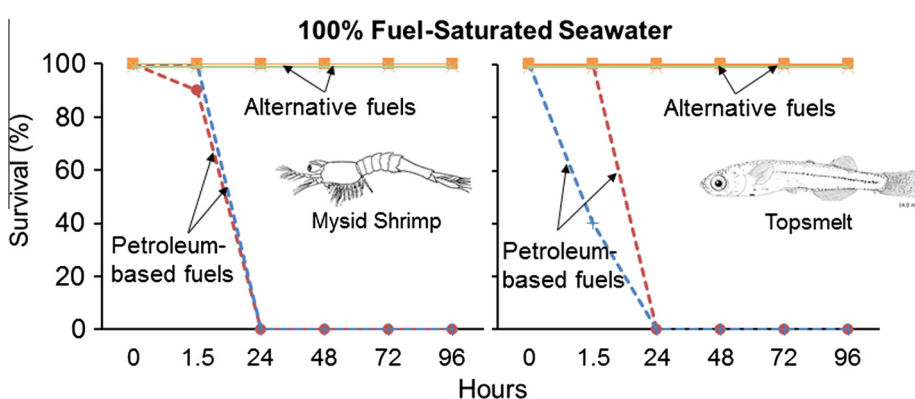 100% Fuel-Saturated Seawater
Survival (%)
100
80
60
40
20
0
Alternative fuels
Mysid Shrimp
Petroleum-
based fuels
0 1.5 24 48 72 96
Alternative fuels
14.0 m
Topsmelt
Petroleum-
based fuels
0 1.5 24 48 72 96
Hours